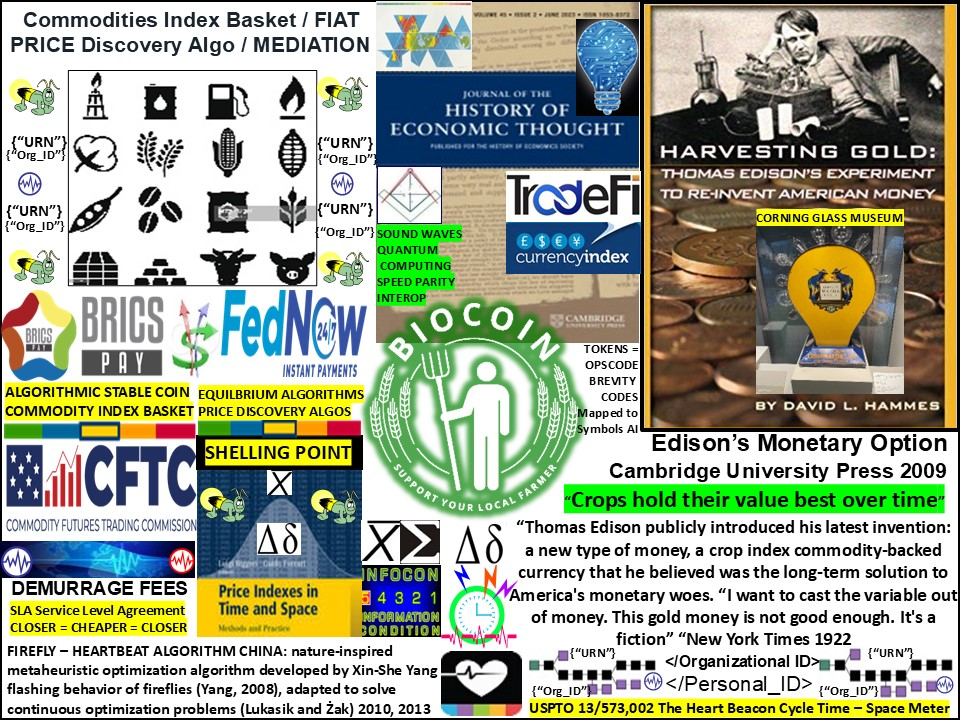 Commodities Index Basket / FIAT
PRICE Discovery Algo / MEDIATION
{“URN”}
{“Org_ID”}
{“URN”}
{“Org_ID”}
{“URN”}
{“Org_ID”}
{“URN”}
{“Org_ID”}
VOLUME 45 • ISSUE 2 • JUNE 2023 • ISSN 1053-8372
JOURNAL OF THE
HISTORY OF
ECONOMIC THOUGHT
PUBLISHED FOR THE HISTORY OF ECONOMICS SOCIETY
TradeFi
£ $ € ¥
currencyindex
SOUND WAVES
QUANTUM
COMPUTING
SPEED PARITY
INTEROP
CAMBRIDGE
UNIVERSITY PRESS
HARVESTING GOLD:
THOMAS EDISON'S EXPERIMENT
TO RE-INVENT AMERICAN MONEY
CORNING GLASS MUSEUM
BY DAVID L. HAMMES
BRICS
PAY
BRICS
PAY
FedNow
24/7
INSTANT PAYMENTS
ALGORITHMIC STABLE COIN
COMMODITY INDEX BASKET
EQUILBRIUM ALGORITHMS
PRICE DISCOVERY ALGOS
BIOCOIN
SUPPORT YOUR LOCAL FARMER
TOKENS =
OPSCODE
BREVITY
CODES
Mapped to
Symbols AI
CFTC
COMMODITY FUTURES TRADING COMMISSION
SHELLING POINT
X
Δδ
Price Indexes in
Time and Space
Methods and Practice
DEMURRAGE FEES
SLA Service Level Agreement
CLOSER = CHEAPER = CLOSER
X Σ
Δδ
INFOCON
5 4 3 2 1
INFORMATION
CONDITION
Edison’s Monetary Option
Cambridge University Press 2009
“Crops hold their value best over time”
“Thomas Edison publicly introduced his latest invention:
a new type of money, a crop index commodity-backed
currency that he believed was the long-term solution to
America's monetary woes. “I want to cast the variable out
of money. This gold money is not good enough. It's a
fiction” “New York Times 1922
FIREFLY – HEARTBEAT ALGORITHM CHINA: nature-inspired
metaheuristic optimization algorithm developed by Xin-She Yang
flashing behavior of fireflies (Yang, 2008), adapted to solve
continuous optimization problems (Lukasik and Żak) 2010, 2013
{“URN”}
{“Org_ID”}
</Organizational ID>
</Personal_ID>
{“URN”}
{“Org_ID”}
USPTO 13/573,002 The Heart Beacon Cycle Time – Space Meter